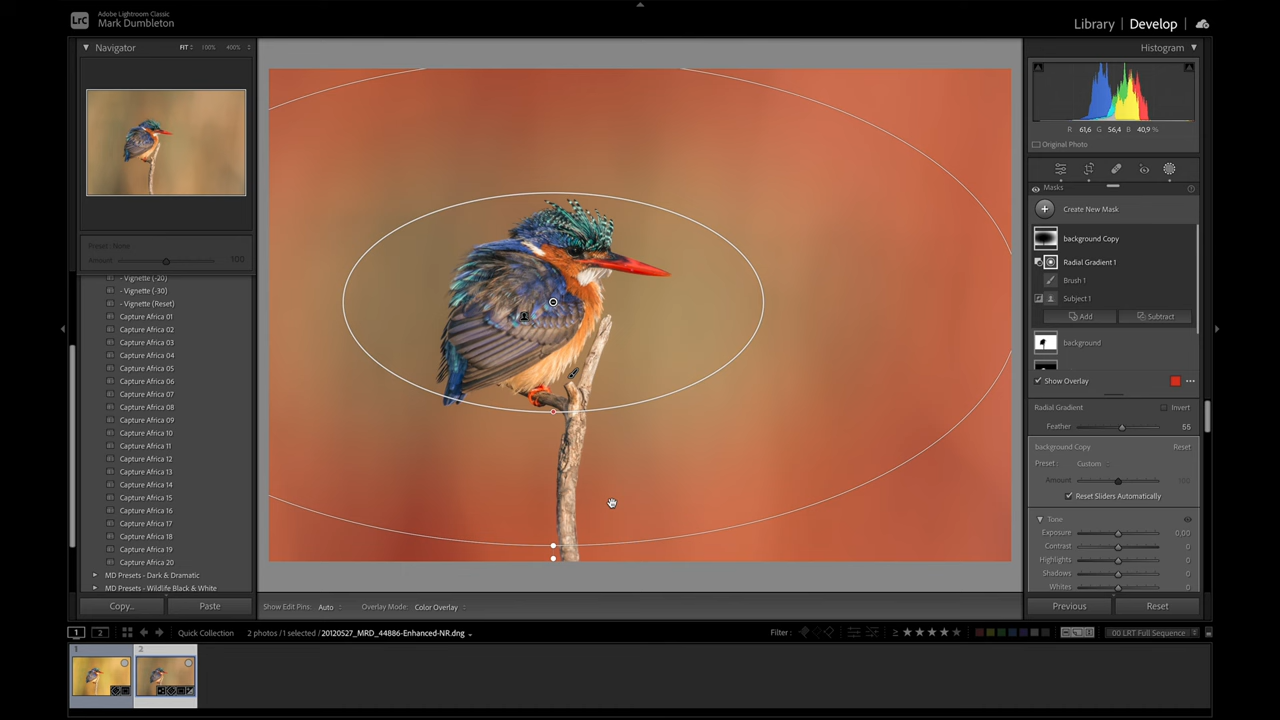 LrC
Adobe Lightroom Classic
Mark Dumbleton
Library | Develop
Navigator FIT 100% 400%
Histogram
R 61,6 G 56,4 B 40,9 %
Original Photo
Masks
Create New Mask
background Copy
Radial Gradient 1
Brush 1
Subject 1
Add Subtract
background
Show Overlay
Radial Gradient Invert
Feather 55
background Copy Reset
Preset: Custom
Amount 100
Reset Sliders Automatically
Tone
Exposure 0,00
Contrast 0
Highlights 0
Shadows 0
Whites 0
Previous Reset
Preset: None
Amount 100
- Vignette (-20)
- Vignette (-30)
- Vignette (Reset)
Capture Africa 01
Capture Africa 02
Capture Africa 03
Capture Africa 04
Capture Africa 05
Capture Africa 06
Capture Africa 07
Capture Africa 08
Capture Africa 09
Capture Africa 10
Capture Africa 11
Capture Africa 12
Capture Africa 13
Capture Africa 14
Capture Africa 15
Capture Africa 16
Capture Africa 17
Capture Africa 18
Capture Africa 19
Capture Africa 20
MD Presets - Dark & Dramatic
MD Presets - Wildlife Black & White
Copy... Paste
Show Edit Pins: Auto Overlay Mode: Color Overlay
1 2 Quick Collection 2 photos / 1 selected / 20120527_MRD_44886-Enhanced-NR.dng
Filter: ≥ ★★★★★ 00 LRT Full Sequence
1 2